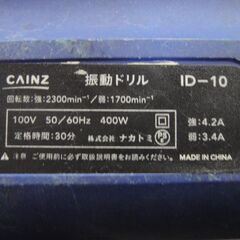 CAINZ 振動ドリル ID-10
回転数:強:2300min⁻¹/弱:1700min⁻¹
100V 50/60Hz 400W 強:4.2A
定格時間:30分 株式会社 ナカトミ 弱:3.4A
ご使用の前に必ず取扱説明書をお読みください。
MADE IN CHINA